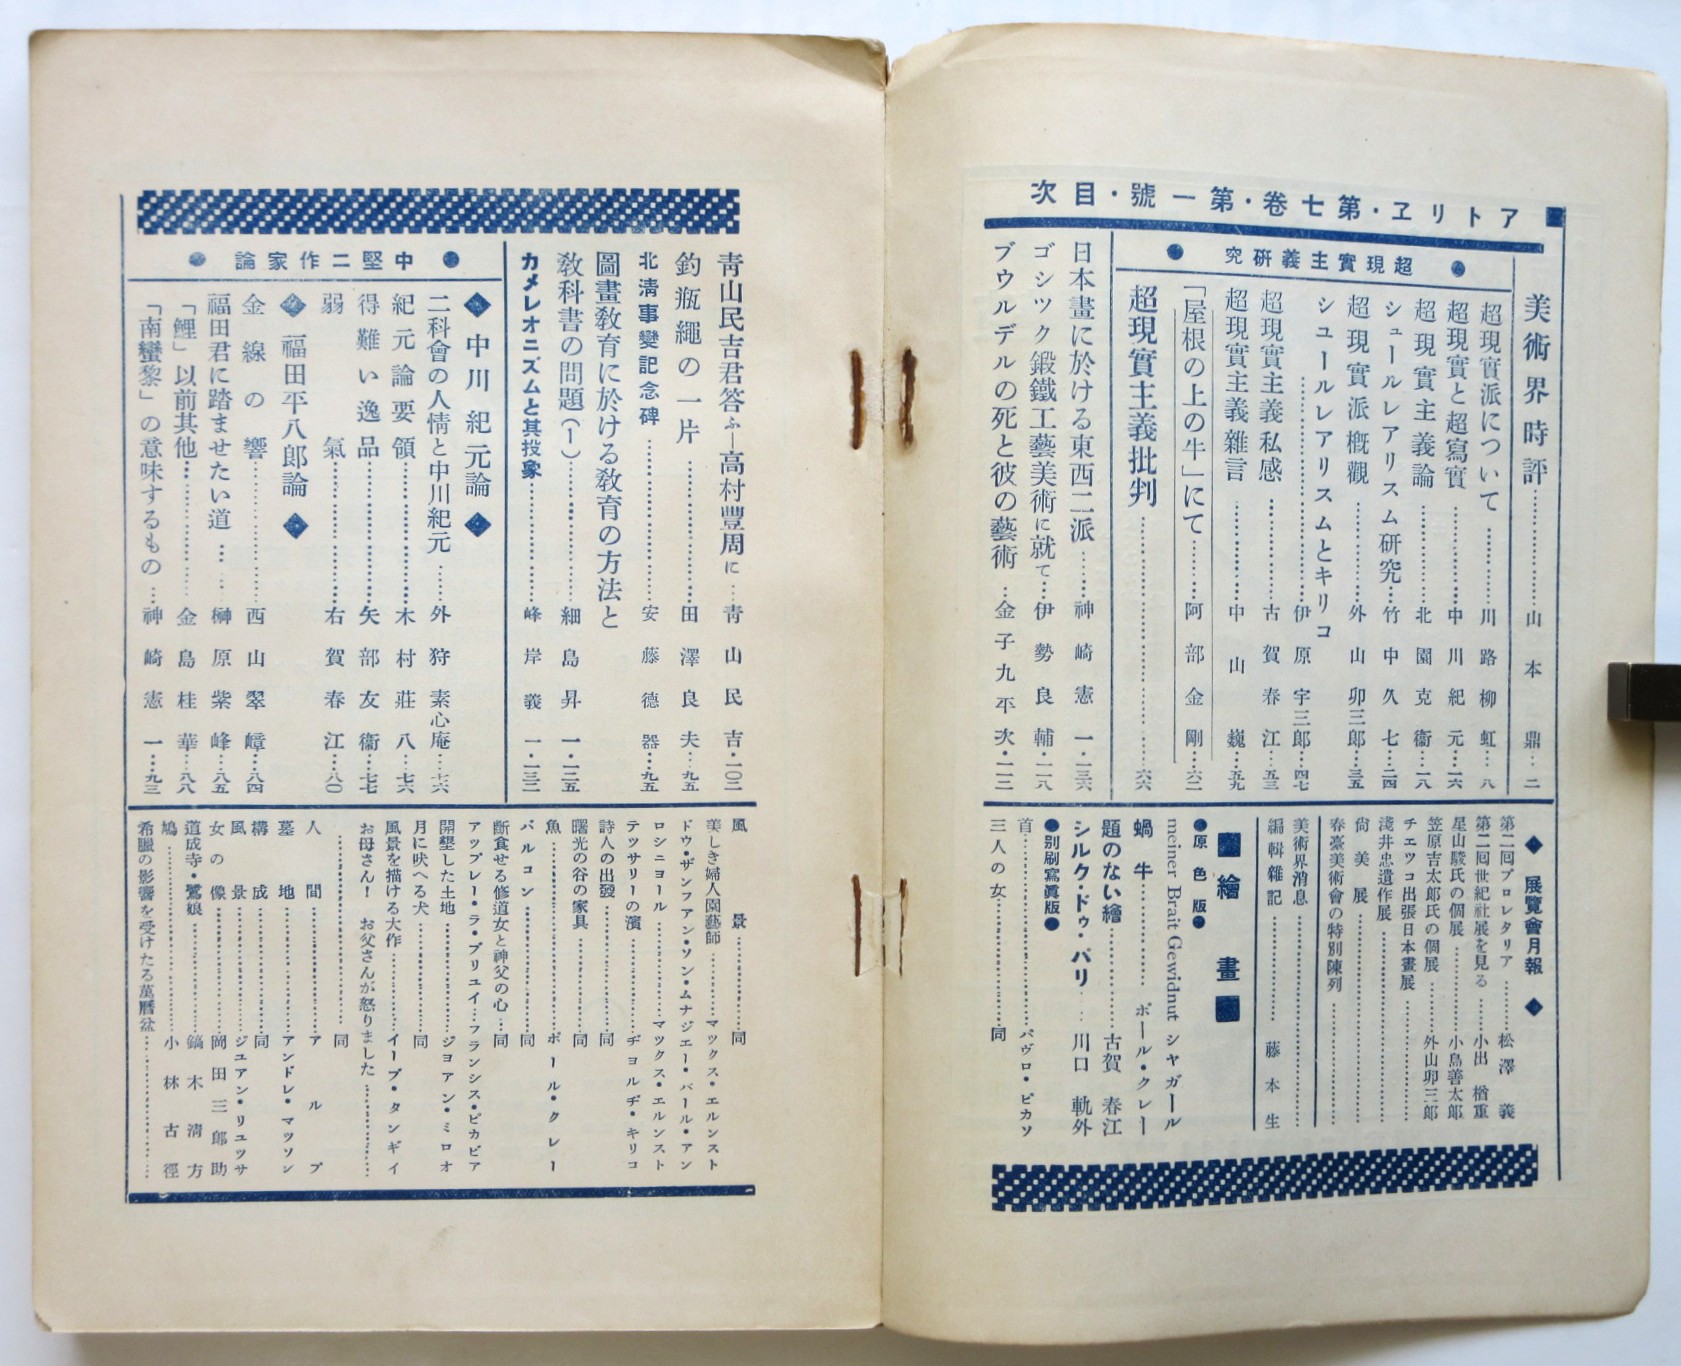 アトリヱ・第七卷・第一號・目次
美術界時評…………山本鼎…二
●超現實主義研究●
超現實派について…………川路柳虹…八
超現實と超寫實…………中川紀元・一六
超現實主義論…………北園克衞・一八
シュールレアリスム研究…竹中久七・二四
超現實派槪觀…………外山卯三郎・三五
シュールレアリスムとキリコ
…………伊原宇三郎・四七
超現實主義私感…………古賀春江・五三
超現實主義雜言…………中山巍・五九
「屋根の上の牛」にて……阿部金剛・六二
超現實主義批判…………六六
日本畫に於ける東西二派……神崎憲一・一三六
ゴシツク鍛鐵工藝美術に就て…伊勢良輔・一一八
ブウルデルの死と彼の藝術…金子九平次・一一二
◆展覽會月報◆
第二囘プロレタリア………松澤義
第二囘世紀社展を見る……小出楢重
星山駿氏の個展…………小島善太郎
笠原吉太郎氏の個展………外山卯三郎
チエツコ出張日本畫展…………
淺井忠遺作展…………
尙美展…………
春臺美術會の特別陳列…………
美術界消息…………
編輯雜記…………藤本生
■繪畫■
●原色版●
meiner Brait Gewidnut シャガール
蝸牛…………ポール・クレー
題のない繪…………古賀春江
シルク・ドゥ・パリ…川口軌外
●別刷寫眞版●
首…………パヴロ・ピカソ
三人の女…………同
靑山民吉君答ふ―高村豐周に…靑山民吉・一〇二
釣瓶繩の一片…………田澤良夫・九五
北淸事變記念碑…………安藤德器・九五
圖畫敎育に於ける敎育の方法と
敎科書の問題(一)…………細島昇一・一二五
カメレオニズムと其投象…………峰岸義一・一三二
●中堅二作家論●
◆中川紀元論◆
二科會の人情と中川紀元……外狩素心庵・七六
紀元論要領…………木村莊八・七六
得難い逸品…………矢部友衞・七七
弱氣…………右賀春江・八〇
◆福田平八郎論◆
金線の響…………西山翠嶂・八四
福田君に踏ませたい道……榊原紫峰・八五
「鯉」以前其他…………金島桂華・八八
「南蠻黎」の意味するもの…神崎憲一・九三
風景…………同
美しき婦人園藝師…………マックス・エルンスト
ドウ・ザンフアン・ソン・ムナジエー・パール・アン
ロシニヨール…………マックス・エルンスト
テツサリーの濱…………ヂヨルヂ・キリコ
詩人の出發…………同
曙光の谷の家具…………同
魚…………ポール・クレー
バルコン…………同
斷食せる修道女と神父の心…同
アツプレー・ラ・プリユイ…フランシス・ピカビア
開墾した土地…………ジヨアン・ミロオ
月に吠へる犬…………同
風景を描ける大作…………イーブ・タンギイ
お母さん! お父さんが怒りました…………
…………同
人間…………アルプ
墓地…………アンドレ・マツソン
構成…………同
風景…………ジユアン・リユツサ
女の像…………岡田三郎助
道成寺・鷺娘…………鏑木淸方
鳩…………小林古徑
希臘の影響を受けたる萬曆盆…………